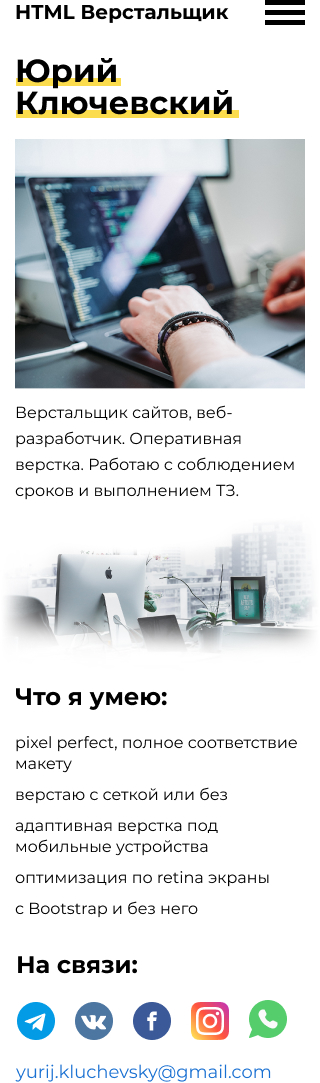 HTML Верстальщик
Юрий
Ключевский
Верстальщик сайтов, веб-
разработчик. Оперативная
верстка. Работаю с соблюдением
сроков и выполнением ТЗ.
Что я умею:
pixel perfect, полное соответствие
макету
верстаю с сеткой или без
адаптивная верстка под
мобильные устройства
оптимизация по retina экраны
с Bootstrap и без него
На связи:
yurij.kluchevsky@gmail.com